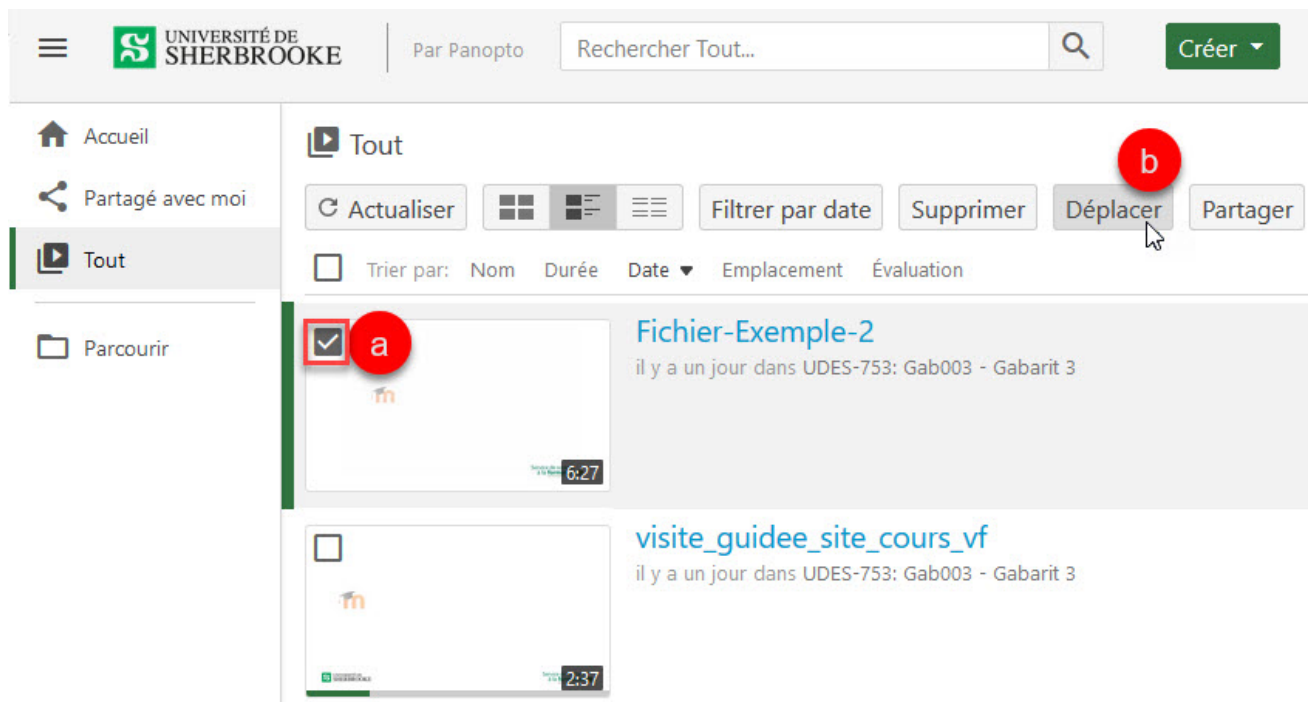 UNIVERSITÉ DE
SHERBROOKE
Par Panopto
Rechercher Tout...
Créer
Accueil
Partagé avec moi
Tout
Parcourir
Tout
b
Actualiser
Filtrer par date
Supprimer
Déplacer
Partager
Trier par: Nom Durée Date Emplacement Évaluation
a
Fichier-Exemple-2
il y a un jour dans UDES-753: Gab003 - Gabarit 3
m
6:27
visite_guidee_site_cours_vf
il y a un jour dans UDES-753: Gab003 - Gabarit 3
m
2:37